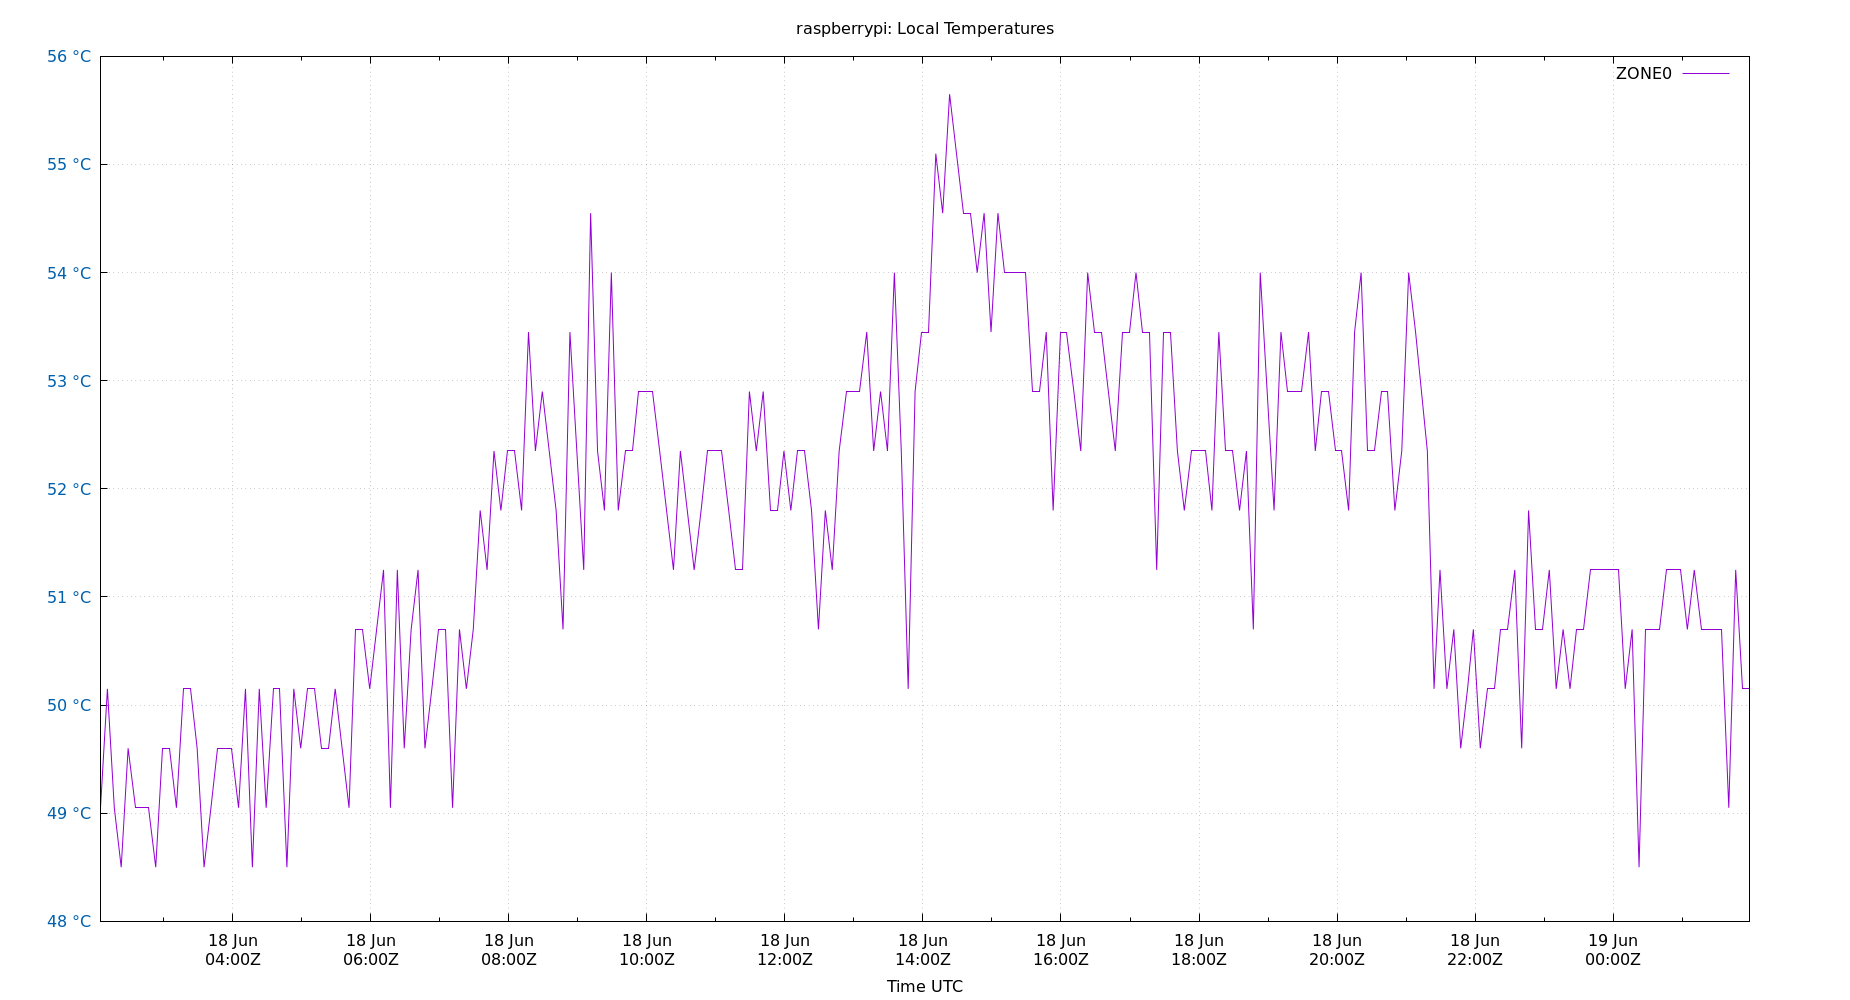 raspberrypi: Local Temperatures
56 °C
ZONE0
55 °C
54 °C
53 °C
52 °C
51 °C
50 °C
49 °C
48 °C
18 Jun 18 Jun 18 Jun 18 Jun 18 Jun 18 Jun 18 Jun 18 Jun 18 Jun 18 Jun 19 Jun
04:00Z 06:00Z 08:00Z 10:00Z 12:00Z 14:00Z 16:00Z 18:00Z 20:00Z 22:00Z 00:00Z
Time UTC